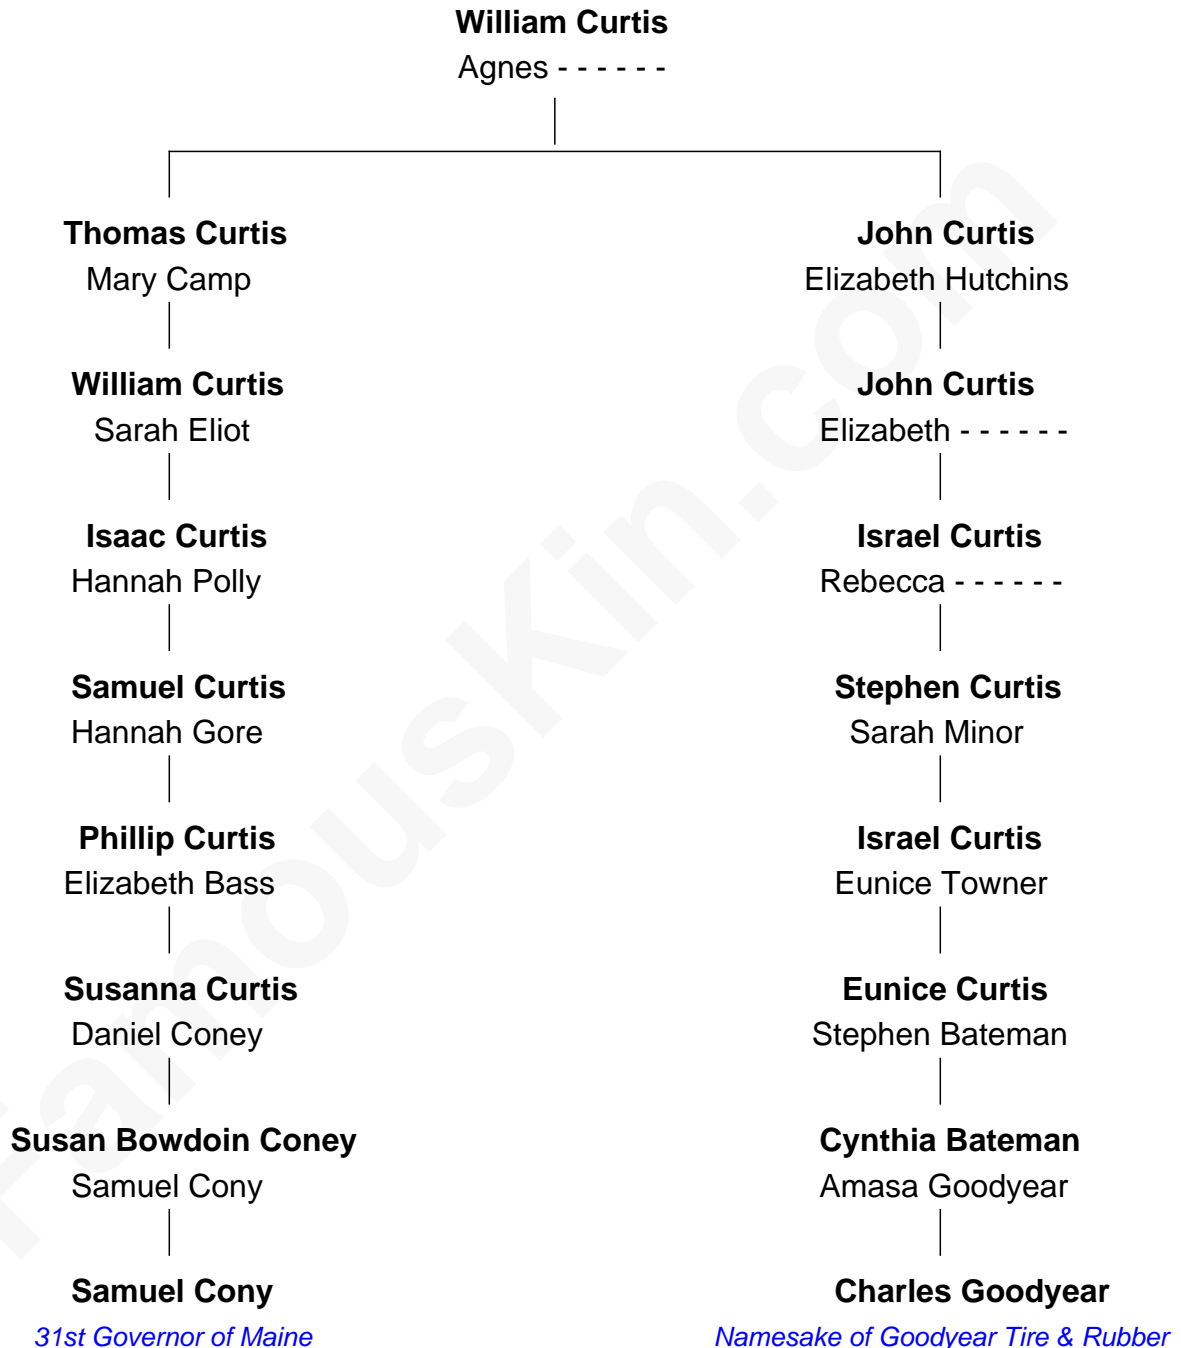 William Curtis
Agnes - - - - - -
Thomas Curtis
Mary Camp
John Curtis
Elizabeth Hutchins
William Curtis
Sarah Eliot
John Curtis
Elizabeth - - - - - -
Isaac Curtis
Hannah Polly
Israel Curtis
Rebecca - - - - - -
Samuel Curtis
Hannah Gore
Stephen Curtis
Sarah Minor
Phillip Curtis
Elizabeth Bass
Israel Curtis
Eunice Towner
Susanna Curtis
Daniel Coney
Eunice Curtis
Stephen Bateman
Susan Bowdoin Coney
Samuel Cony
Cynthia Bateman
Amasa Goodyear
Samuel Cony
31st Governor of Maine
Charles Goodyear
Namesake of Goodyear Tire & Rubber
FamousKin.com